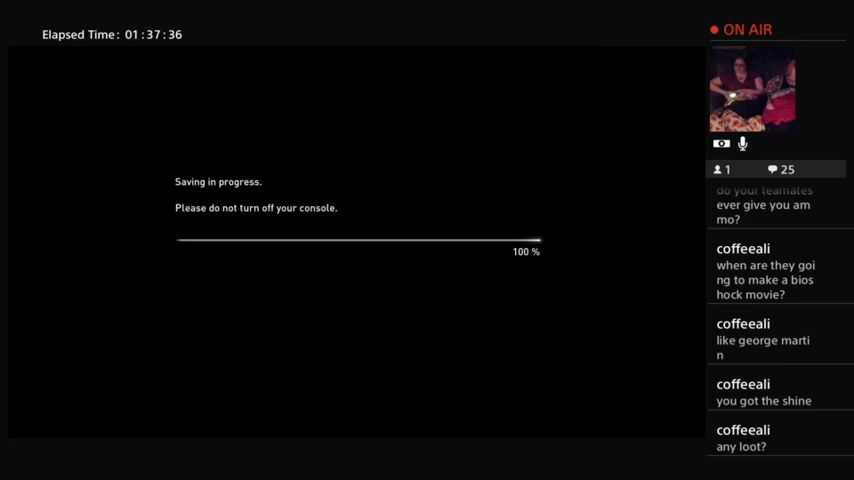 Elapsed Time: 01:37:36
ON AIR
1
25
do your teamates
ever give you am
mo?
coffeeali
when are they goi
ng to make a bios
hock movie?
coffeeali
like george marti
n
coffeeali
you got the shine
coffeeali
any loot?
Saving in progress.
Please do not turn off your console.
100 %